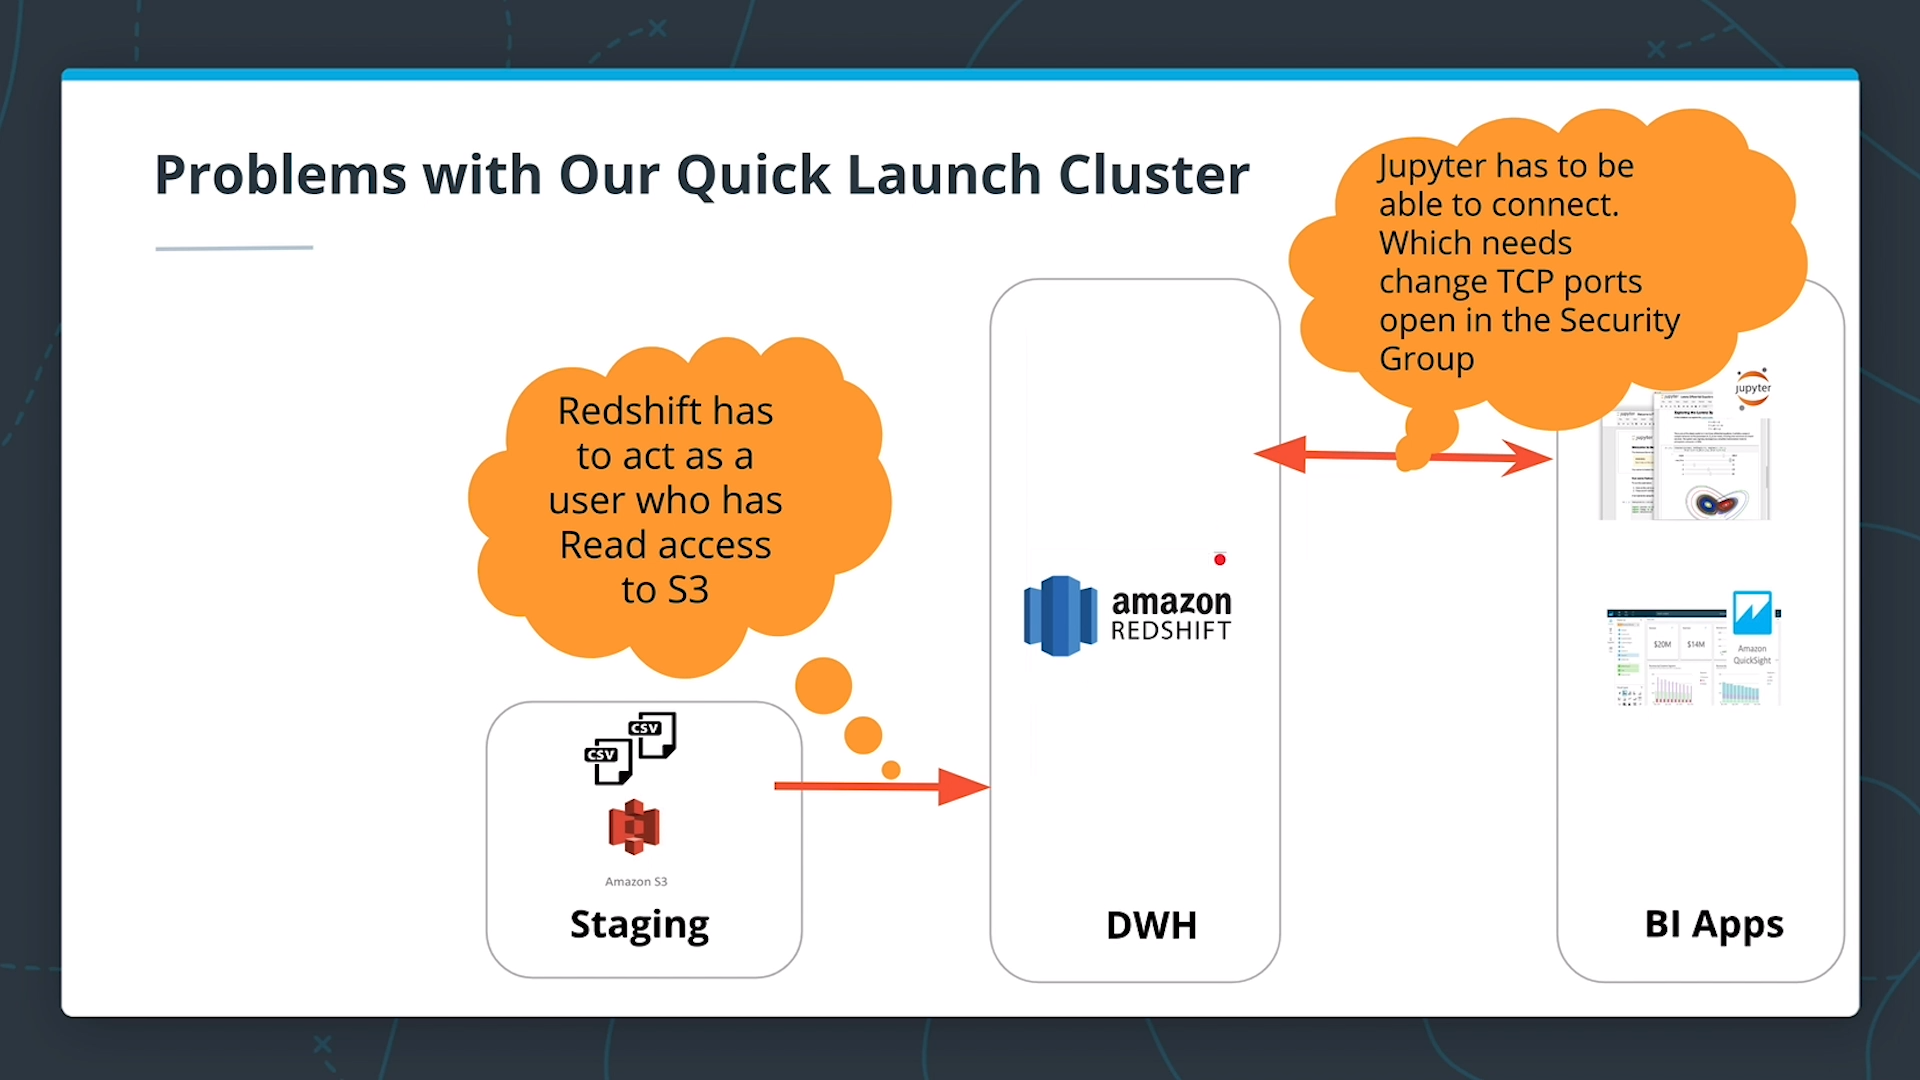 Problems with Our Quick Launch Cluster
Jupyter has to be
able to connect.
Which needs
change TCP ports
open in the Security
Group
Redshift has
to act as a
user who has
Read access
to S3
jupyter
amazon
REDSHIFT
$20M
$14M
Amazon
QuickSight
CSV
CSV
Amazon S3
Staging
DWH
BI Apps